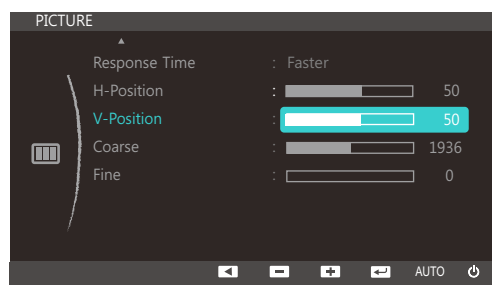 PICTURE
Response Time : Faster
H-Position : 50
V-Position : 50
Coarse : 1936
Fine : 0
AUTO